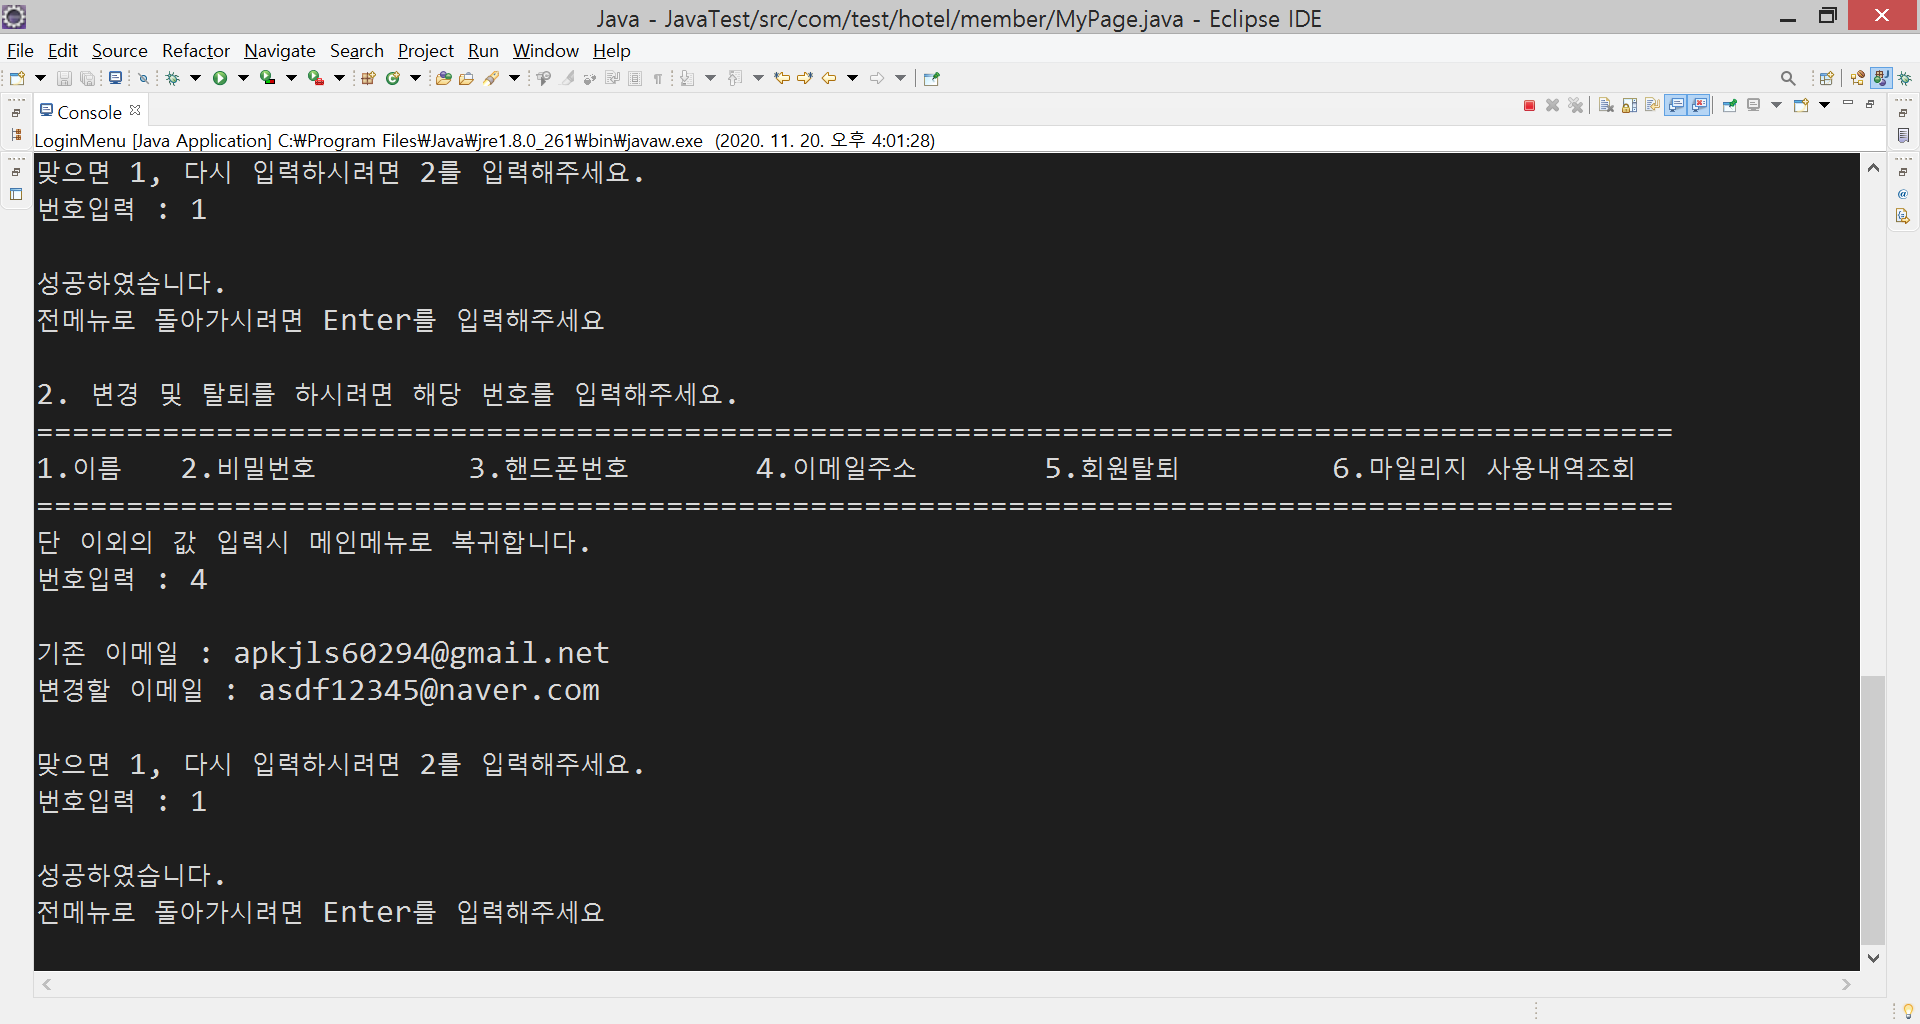 Java - JavaTest/src/com/test/hotel/member/MyPage.java - Eclipse IDE
File Edit Source Refactor Navigate Search Project Run Window Help
Console
LoginMenu [Java Application] C:₩Program Files₩Java₩jre1.8.0_261₩bin₩javaw.exe (2020. 11. 20. 오후 4:01:28)
맞으면 1, 다시 입력하시려면 2를 입력해주세요.
번호입력 : 1
성공하였습니다.
전메뉴로 돌아가시려면 Enter를 입력해주세요
2. 변경 및 탈퇴를 하시려면 해당 번호를 입력해주세요.
===========================================================================================
1.이름 2.비밀번호 3.핸드폰번호 4.이메일주소 5.회원탈퇴 6.마일리지 사용내역조회
===========================================================================================
단 이외의 값 입력시 메인메뉴로 복귀합니다.
번호입력 : 4
기존 이메일 : apkjls60294@gmail.net
변경할 이메일 : asdf12345@naver.com
맞으면 1, 다시 입력하시려면 2를 입력해주세요.
번호입력 : 1
성공하였습니다.
전메뉴로 돌아가시려면 Enter를 입력해주세요